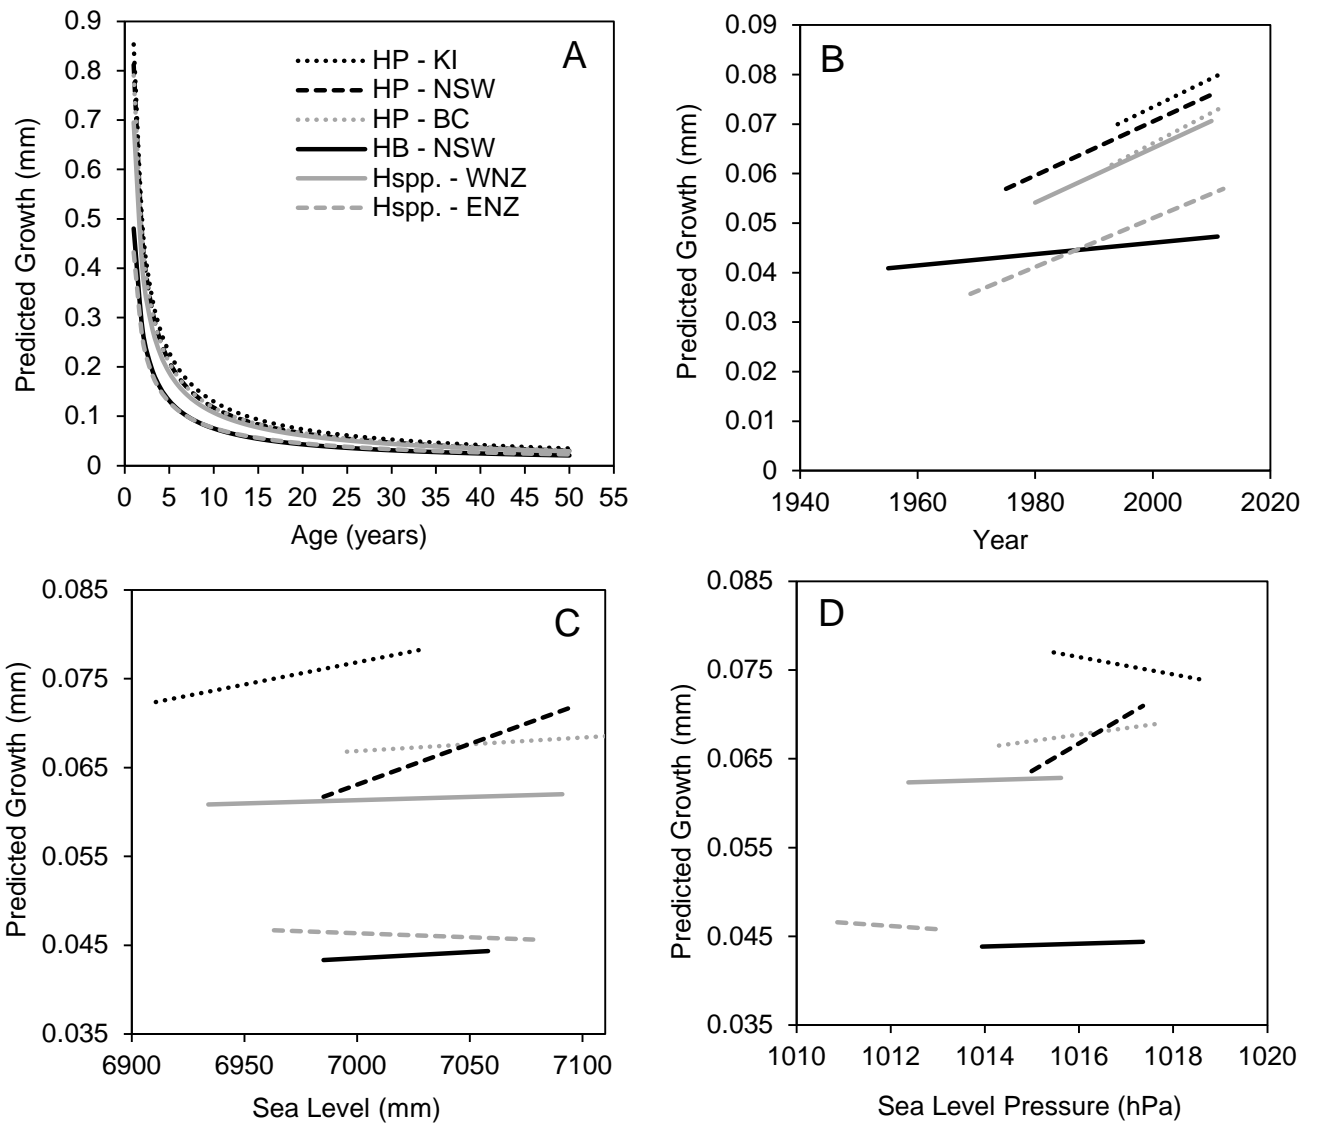 A
0.9
0.8
0.7
0.6
0.5
0.4
0.3
0.2
0.1
0
Predicted Growth (mm)
HP - KI
HP - NSW
HP - BC
HB - NSW
Hspp. - WNZ
Hspp. - ENZ
0 5 10 15 20 25 30 35 40 45 50 55
Age (years)
B
0.09
0.08
0.07
0.06
0.05
0.04
0.03
0.02
0.01
0
Predicted Growth (mm)
1940 1960 1980 2000 2020
Year
C
0.085
0.075
0.065
0.055
0.045
0.035
Predicted Growth (mm)
6900 6950 7000 7050 7100
Sea Level (mm)
D
0.085
0.075
0.065
0.055
0.045
0.035
Predicted Growth (mm)
1010 1012 1014 1016 1018 1020
Sea Level Pressure (hPa)